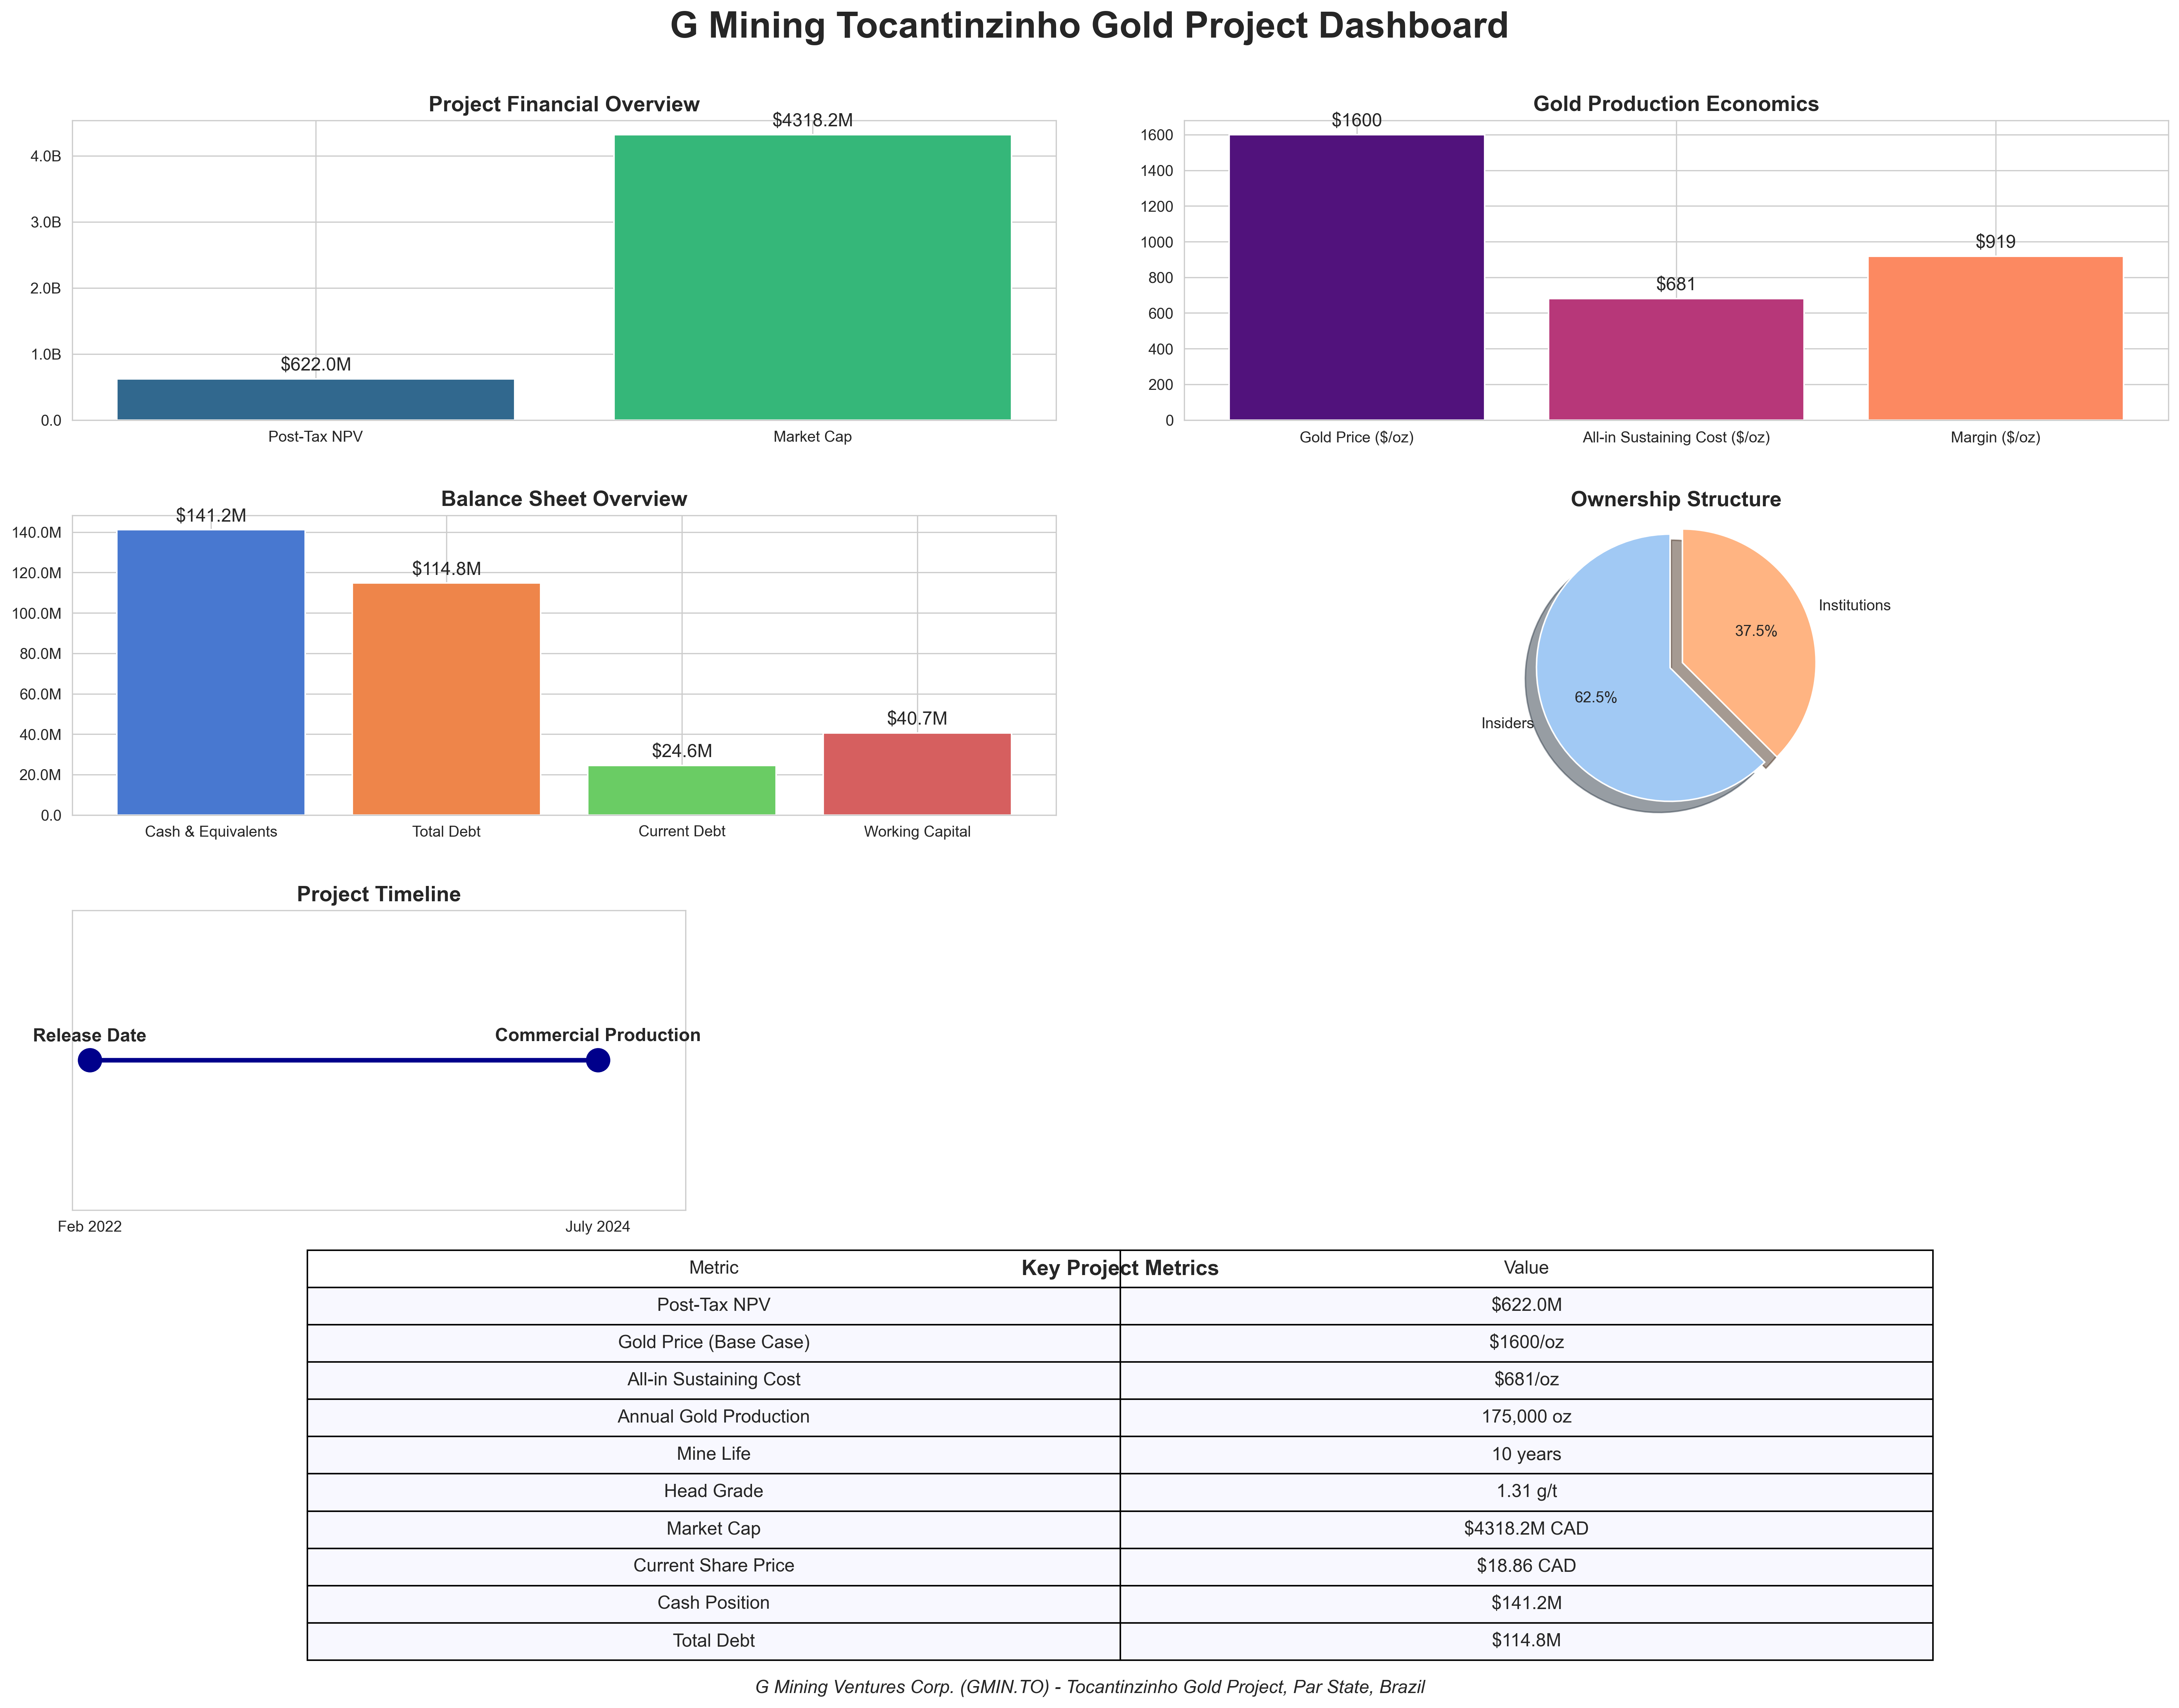 G Mining Tocantinzinho Gold Project Dashboard
Project Financial Overview
$4318.2M
4.0B
3.0B
2.0B
1.0B
0.0
$622.0M
Post-Tax NPV
Market Cap
Gold Production Economics
$1600
1600
1400
1200
1000
800
600
400
200
0
$681
$919
Gold Price ($/oz)
All-in Sustaining Cost ($/oz)
Margin ($/oz)
Balance Sheet Overview
$141.2M
140.0M
120.0M
100.0M
80.0M
60.0M
40.0M
20.0M
0.0
$114.8M
$24.6M
$40.7M
Cash & Equivalents
Total Debt
Current Debt
Working Capital
Ownership Structure
Institutions
37.5%
62.5%
Insiders
Project Timeline
Release Date
Commercial Production
Feb 2022
July 2024
Key Project Metrics
Metric Value
Post-Tax NPV $622.0M
Gold Price (Base Case) $1600/oz
All-in Sustaining Cost $681/oz
Annual Gold Production 175,000 oz
Mine Life 10 years
Head Grade 1.31 g/t
Market Cap $4318.2M CAD
Current Share Price $18.86 CAD
Cash Position $141.2M
Total Debt $114.8M
G Mining Ventures Corp. (GMIN.TO) - Tocantinzinho Gold Project, Par State, Brazil